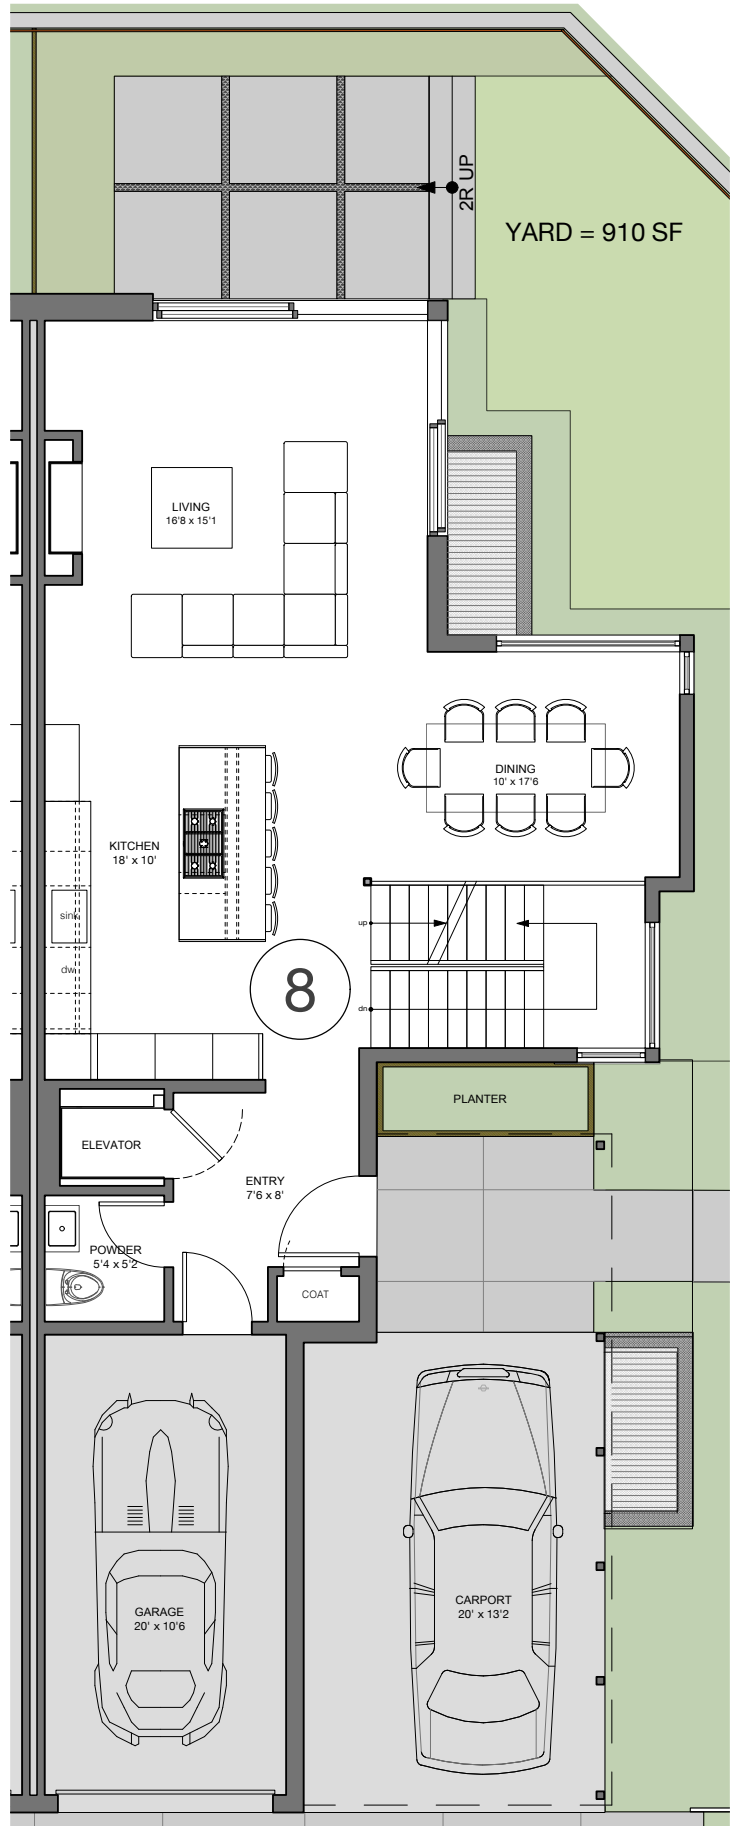 2R UP
YARD = 910 SF
LIVING
16'8 x 15'1
DINING
10' x 17'6
KITCHEN
18' x 10'
sink
up
dw
8
dn
PLANTER
ELEVATOR
ENTRY
7'6 x 8'
POWDER
5'4 x 5'2
COAT
CARPORT
20' x 13'2
GARAGE
20' x 10'6